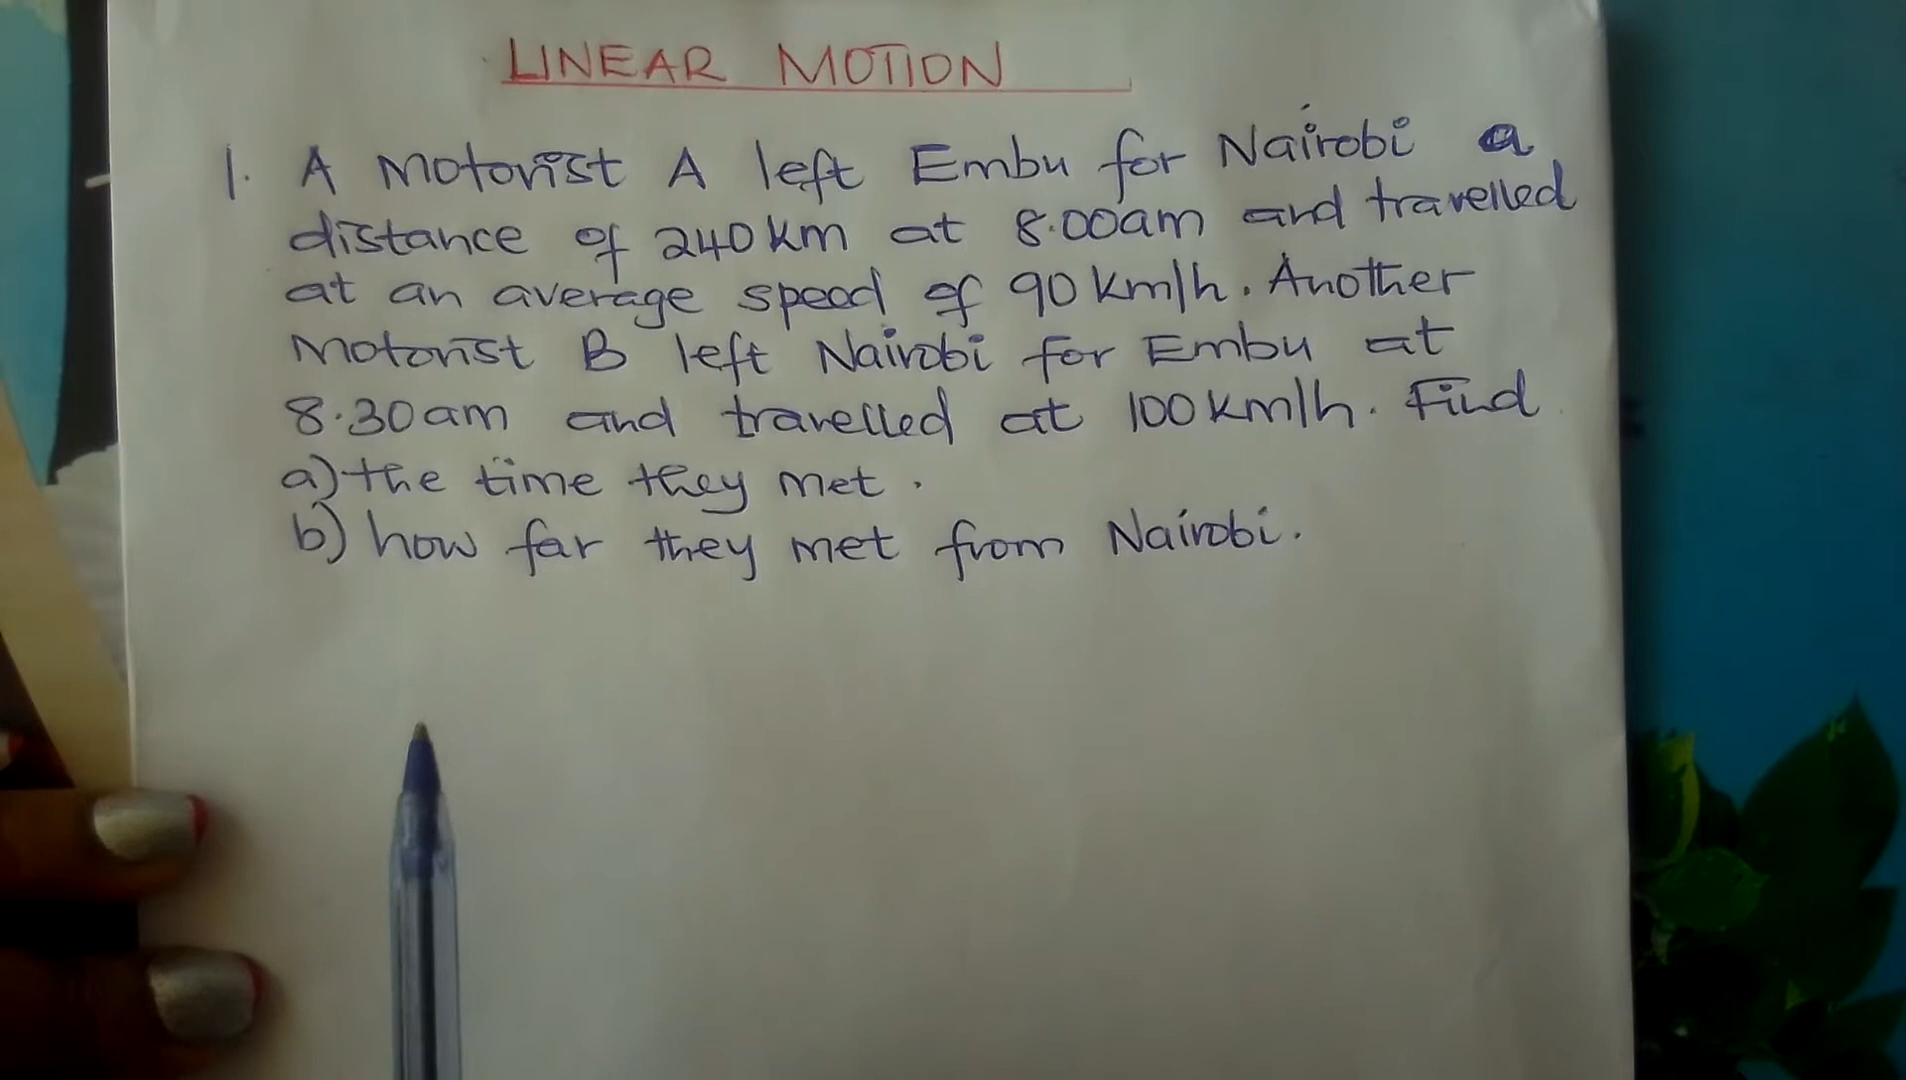 LINEAR MOTION
1. A Motorist A left Embu for Nairobi a
distance of 240 km at 8.00am and travelled
at an average speed of 90 km/h. Another
Motorist B left Nairobi for Embu at
8.30am and travelled at 100 km/h. Find
a) the time they met.
b) how far they met from Nairobi.